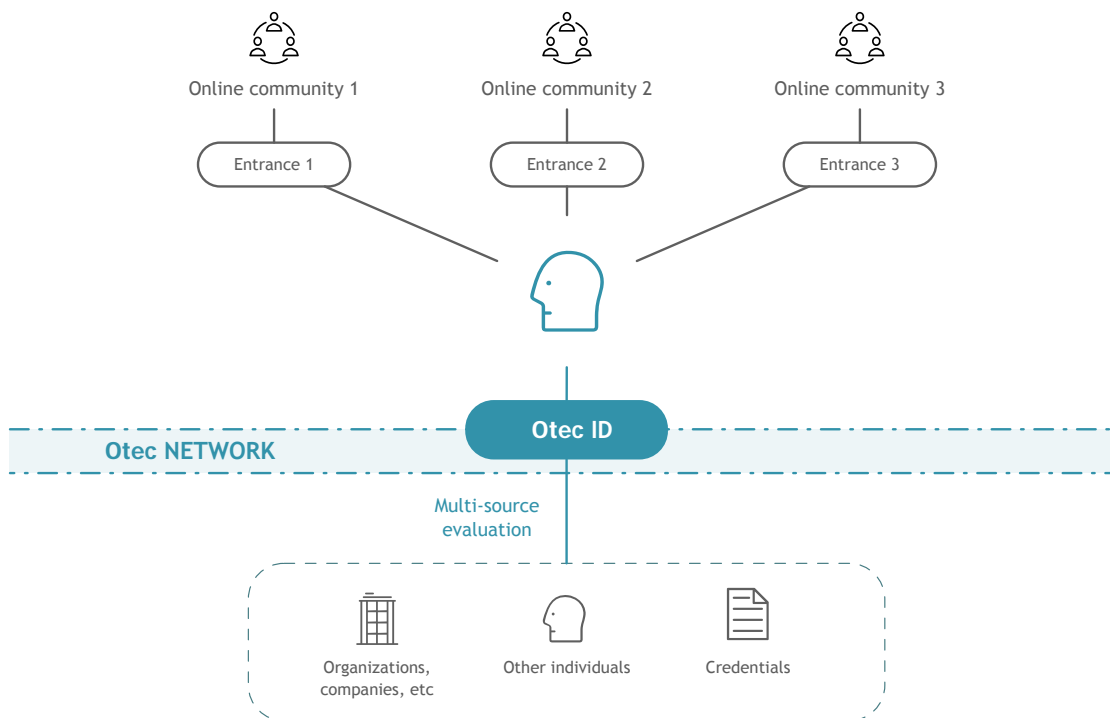 Online community 1
Online community 2
Online community 3
Entrance 1
Entrance 2
Entrance 3
Otec ID
Otec NETWORK
Multi-source
evaluation
Organizations,
companies, etc
Other individuals
Credentials